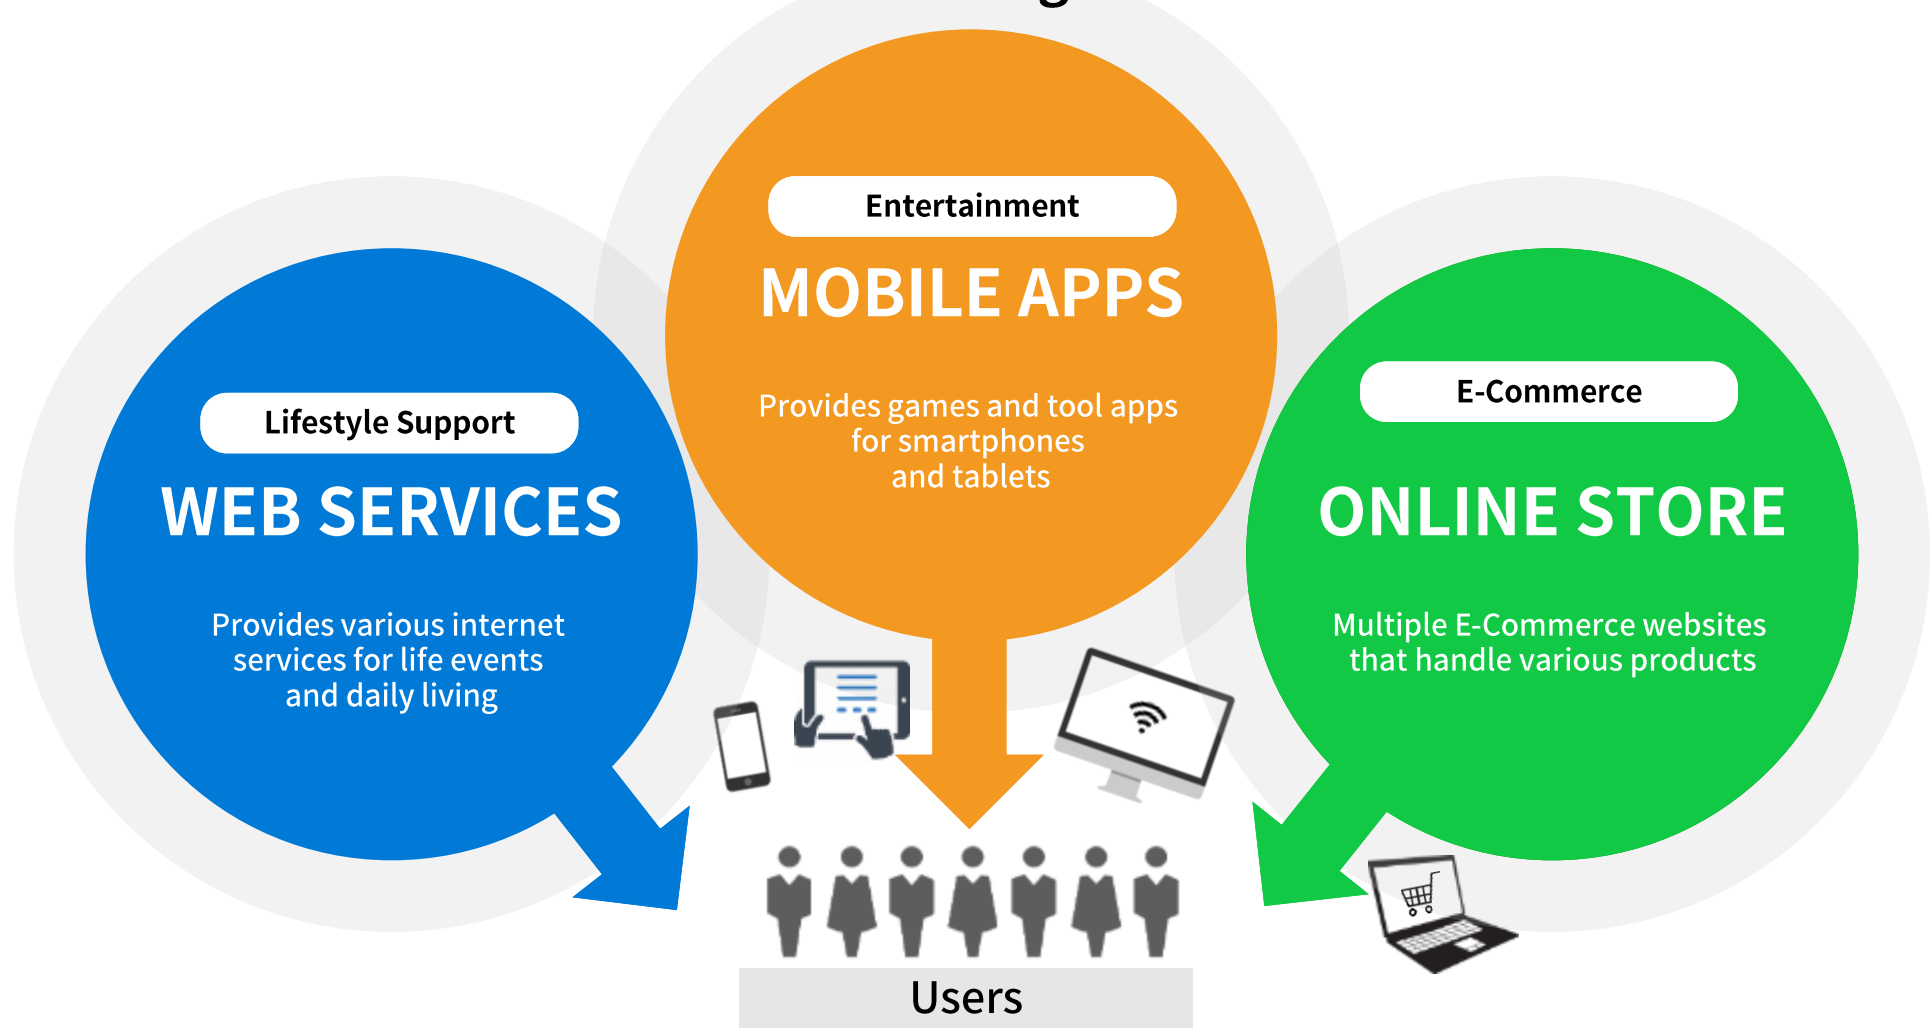 Entertainment
MOBILE APPS
Provides games and tool apps
for smartphones
and tablets
Lifestyle Support
WEB SERVICES
Provides various internet
services for life events
and daily living
E-Commerce
ONLINE STORE
Multiple E-Commerce websites
that handle various products
Users